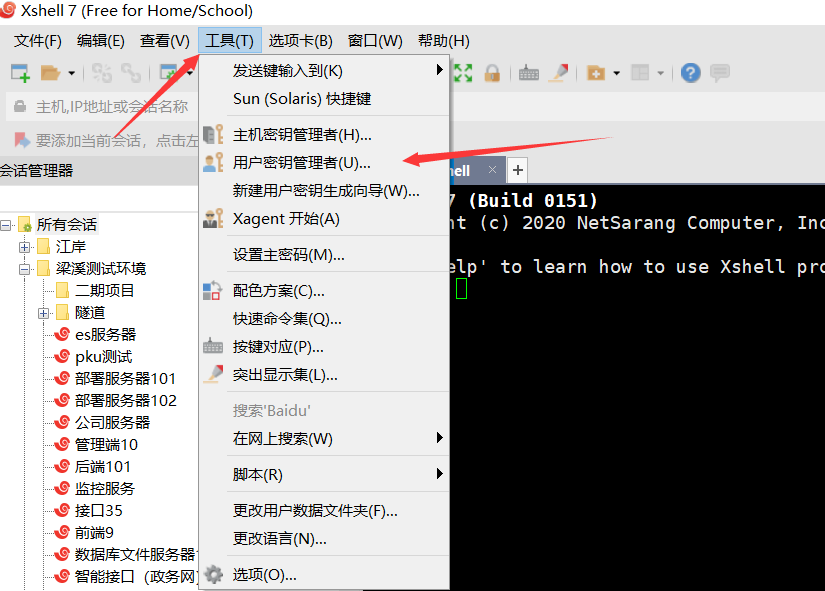 Xshell 7 (Free for Home/School)
文件(F) 编辑(E) 查看(V) 工具(T) 选项卡(B) 窗口(W) 帮助(H)
主机,IP地址或会话名称
要添加当前会话，点击左
会话管理器
所有会话
江岸
梁溪测试环境
二期项目
隧道
es服务器
pku测试
部署服务器101
部署服务器102
公司服务器
管理端10
后端101
监控服务
接口35
前端9
数据库文件服务器
智能接口（政务网）
发送键输入到(K)
Sun (Solaris) 快捷键
主机密钥管理者(H)...
用户密钥管理者(U)...
新建用户密钥生成向导(W)...
Xagent 开始(A)
设置主密码(M)...
配色方案(C)...
快速命令集(Q)...
按键对应(P)...
突出显示集(L)...
搜索'Baidu'
在网上搜索(W)
脚本(R)
更改用户数据文件夹(F)...
更改语言(N)...
选项(O)...
ell × +
7 (Build 0151)
nt (c) 2020 NetSarang Computer, Inc
elp' to learn how to use Xshell pro